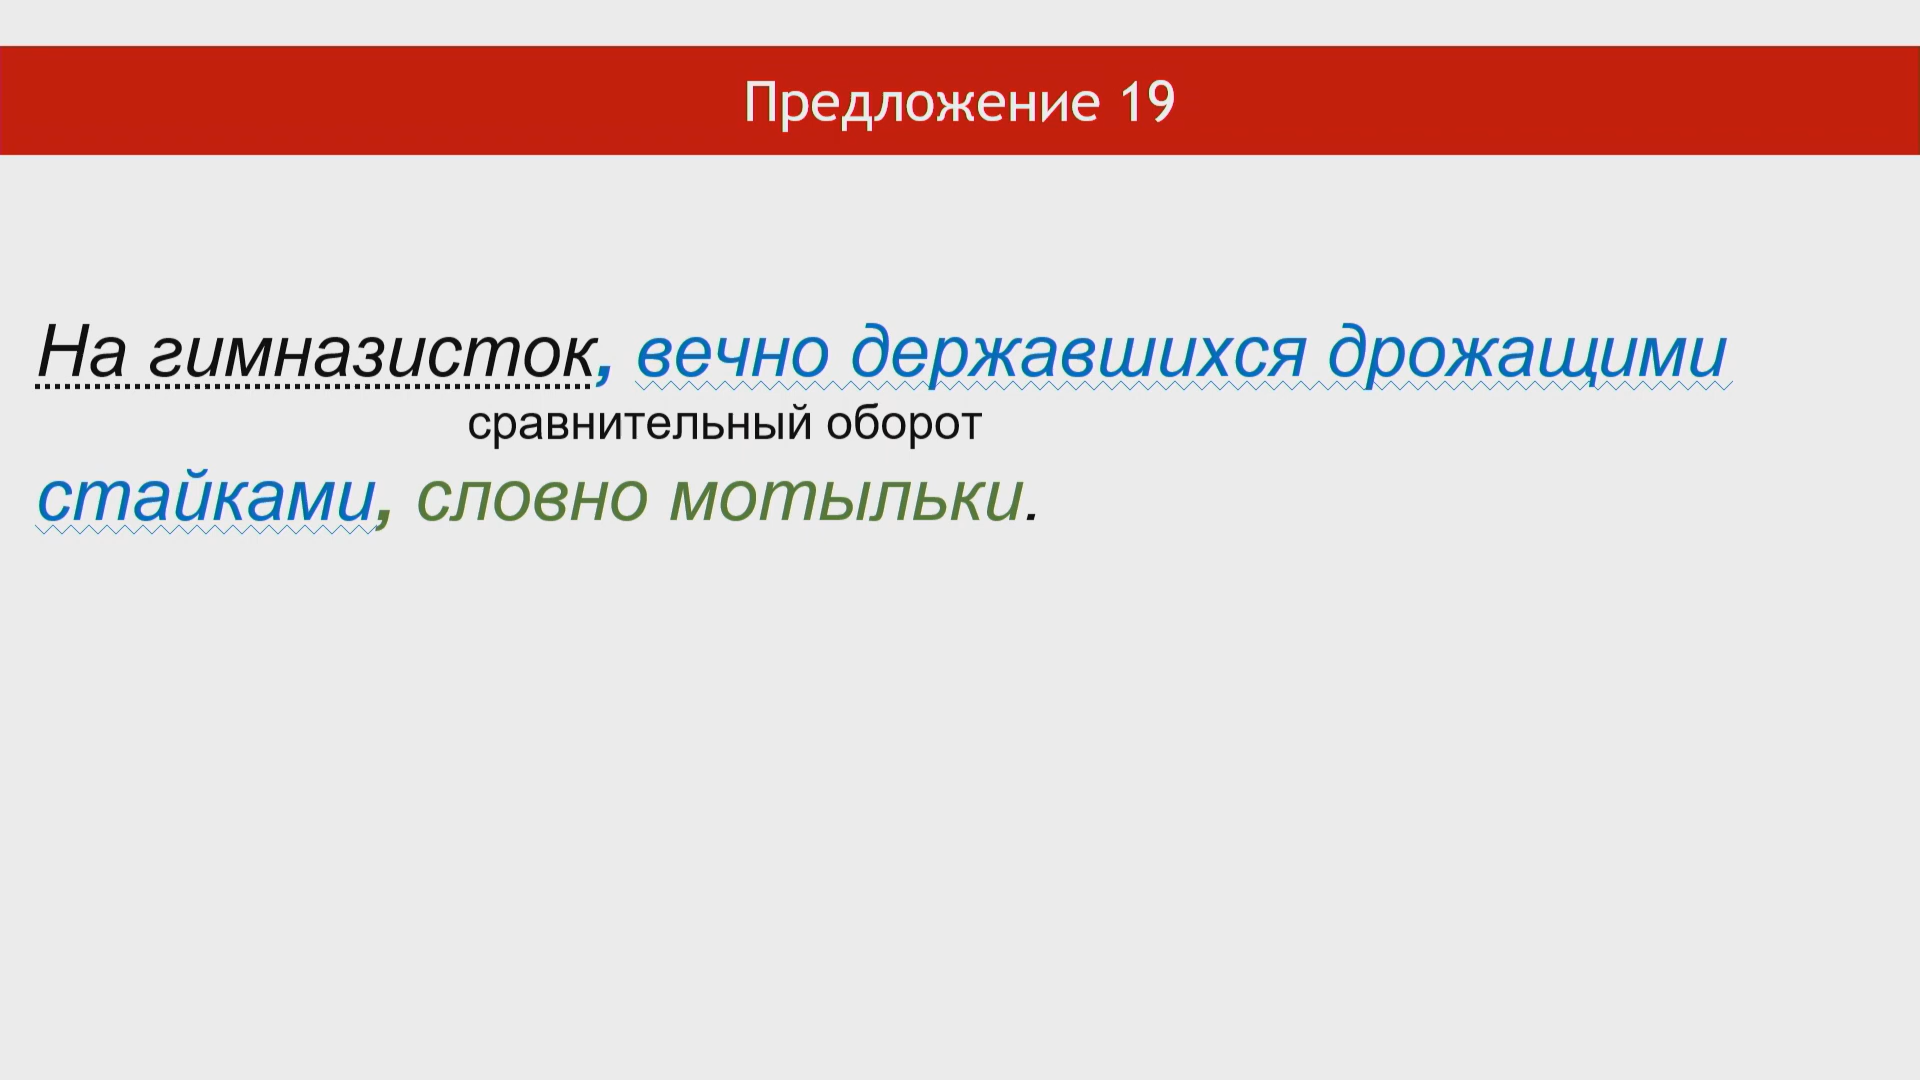 Предложение 19
На гимназисток, вечно державшихся дрожащими
сравнительный оборот
стайками, словно мотыльки.